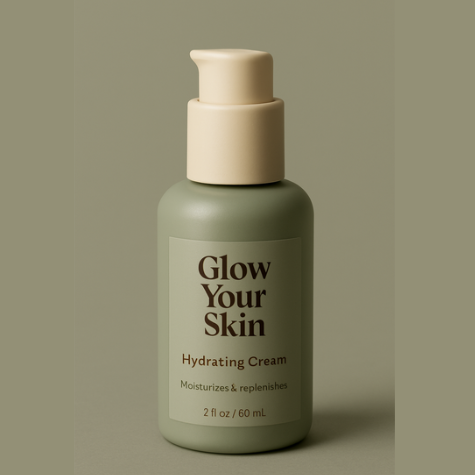 Glow
Your
Skin
Hydrating Cream
Moisturizes & replenishes
2 fl oz / 60 mL